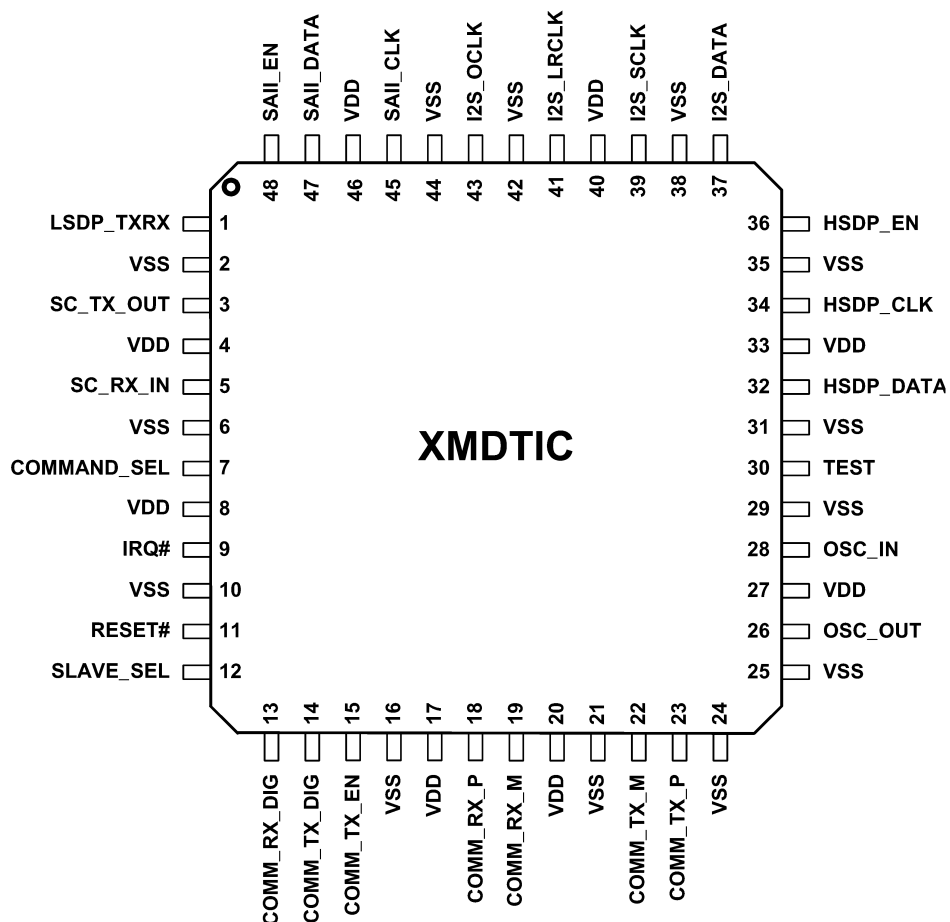 SAII_EN
SAII_DATA
VDD
SAII_CLK
VSS
I2S_OCLK
VSS
I2S_LRCLK
VDD
I2S_SCLK
VSS
I2S_DATA
48
47
46
45
44
43
42
41
40
39
38
37
LSDP_TXRX 1
VSS 2
SC_TX_OUT 3
VDD 4
SC_RX_IN 5
VSS 6
COMMAND_SEL 7
VDD 8
IRQ# 9
VSS 10
RESET# 11
SLAVE_SEL 12
XMDTIC
36 HSDP_EN
35 VSS
34 HSDP_CLK
33 VDD
32 HSDP_DATA
31 VSS
30 TEST
29 VSS
28 OSC_IN
27 VDD
26 OSC_OUT
25 VSS
13
14
15
16
17
18
19
20
21
22
23
24
COMM_RX_DIG
COMM_TX_DIG
COMM_TX_EN
VSS
VDD
COMM_RX_P
COMM_RX_M
VDD
VSS
COMM_TX_M
COMM_TX_P
VSS